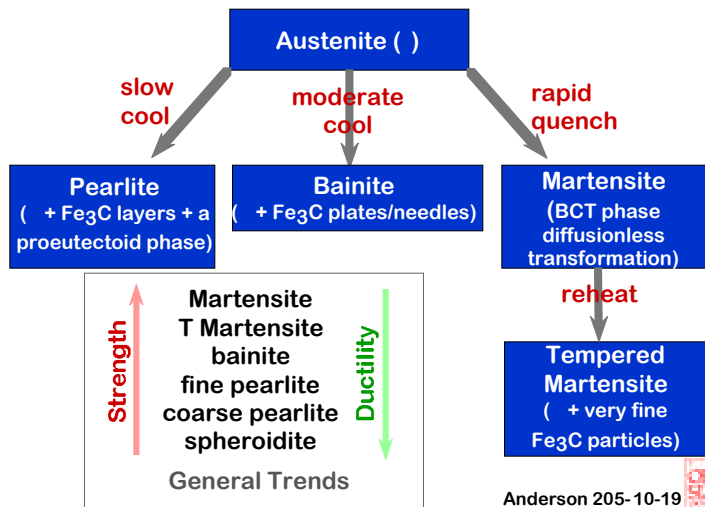 Austenite ( )
slow
cool
moderate
cool
rapid
quench
Pearlite
( + Fe3C layers + a
proeutectoid phase)
Bainite
( + Fe3C plates/needles)
Martensite
(BCT phase
diffusionless
transformation)
reheat
Tempered
Martensite
( + very fine
Fe3C particles)
Strength
Martensite
T Martensite
bainite
fine pearlite
coarse pearlite
spheroidite
Ductility
General Trends
Anderson 205-10-19